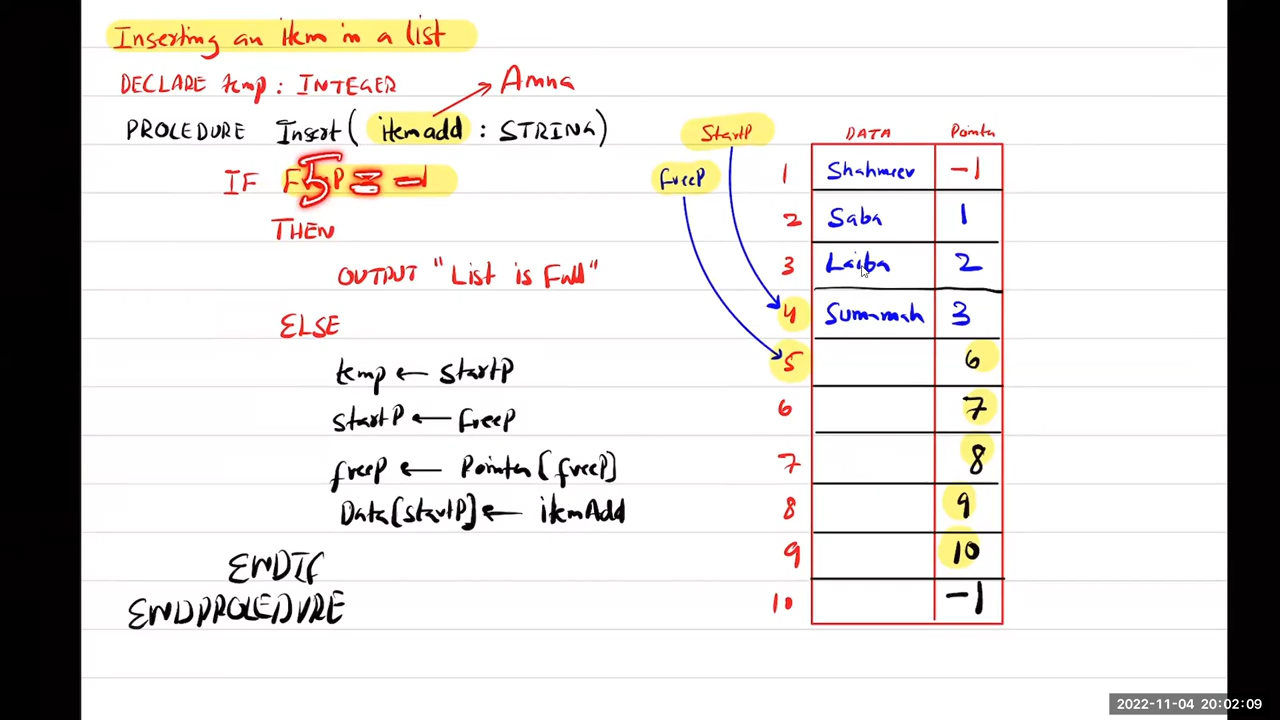 Inserting an item in a list
DECLARE temp : INTEGER
Amna
PROCEDURE Insert( itemadd : STRING)
IF = -1
5
THEN
OUTPUT "List is Full"
ELSE
temp ← startP
startP ← freeP
freeP ← Pointer[freeP]
Data[startP] ← itemAdd
ENDIF
ENDPROCEDURE
StartP
freeP
DATA Pointer
1 Shahmeer -1
2 Saba 1
3 Laiba 2
4 Sumamah 3
5 6
6 7
7 8
8 9
9 10
10 -1
2022-11-04 20:02:09